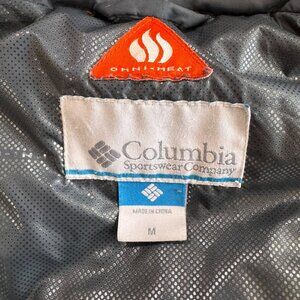 OMNI-HEAT
Columbia
Sportswear Company
MADE IN CHINA
M